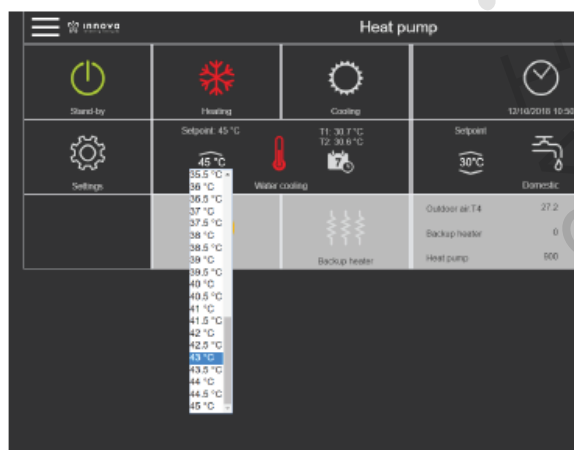 innova
Heat pump
Stand-by
Heating
Cooling
12/10/2018 10:50
Settings
Setpoint: 45 °C
45 °C
T1: 30.7 °C
T2: 30.6 °C
7
Water cooling
Setpoint
30°C
Domestic
35.5 °C
36 °C
36.5 °C
37 °C
37.5 °C
38 °C
38.5 °C
39 °C
39.5 °C
40 °C
40.5 °C
41 °C
41.5 °C
42 °C
42.5 °C
43 °C
43.5 °C
44 °C
44.5 °C
45 °C
Backup heater
Outdoor air T4 27.2
Backup heater 0
Heat pump 900